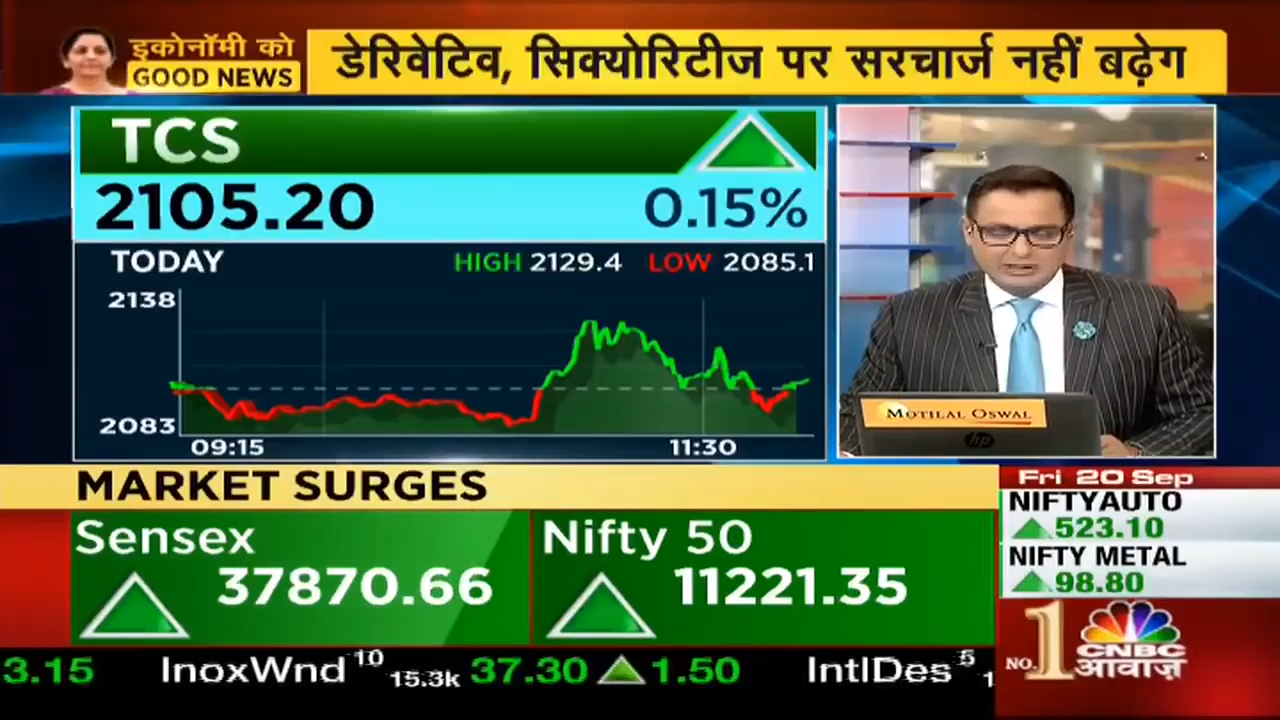 इकोनॉमी को
GOOD NEWS
डेरिवेटिव, सिक्योरिटीज पर सरचार्ज नहीं बढ़ेग
TCS
2105.20 0.15%
TODAY HIGH 2129.4 LOW 2085.1
2138
2083
09:15 11:30
MOTILAL OSWAL
hp
MARKET SURGES
Sensex
37870.66
Nifty 50
11221.35
Fri 20 Sep
NIFTYAUTO
523.10
NIFTY METAL
98.80
3.15 InoxWnd 10 15.3k 37.30 1.50 IntlDes 5 1
NO.1 CNBC
आवाज़